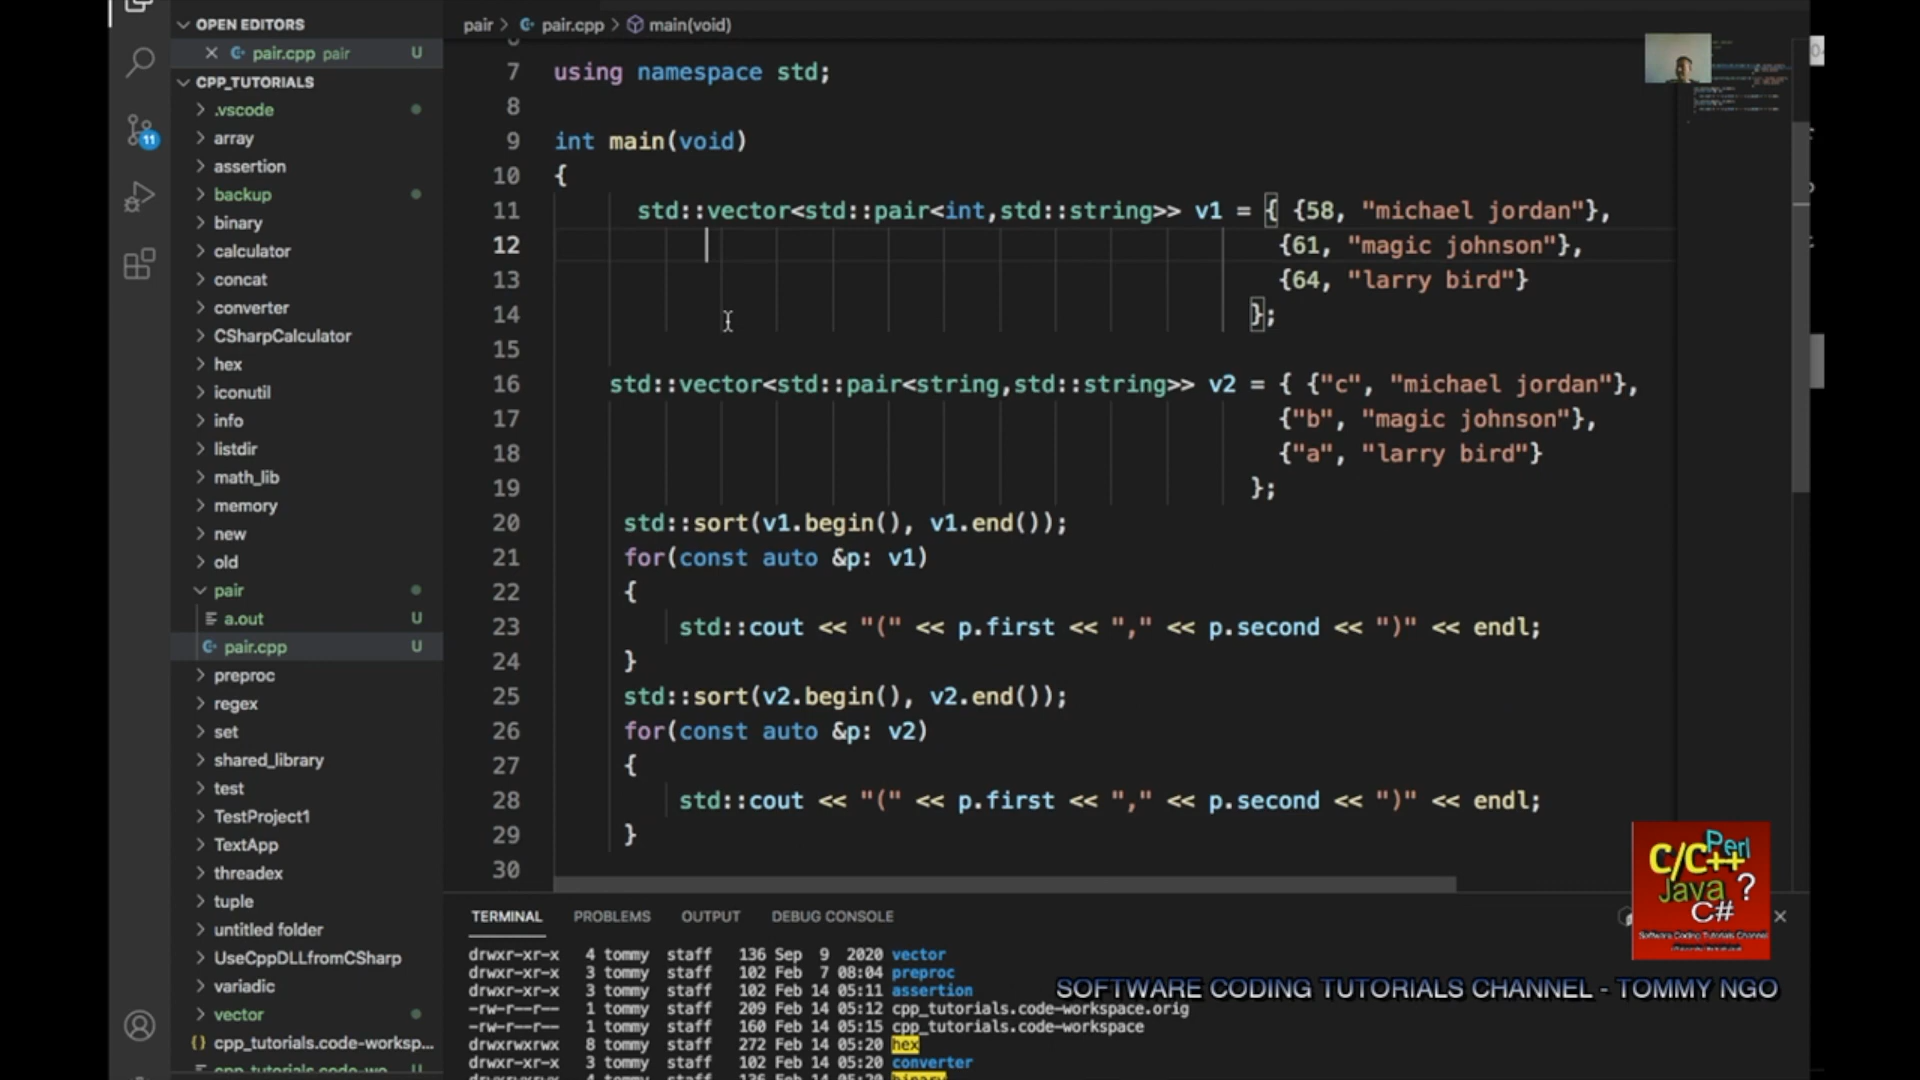 OPEN EDITORS
pair.cpp pair U
CPP_TUTORIALS
.vscode
array
assertion
backup
binary
calculator
concat
converter
CSharpCalculator
hex
iconutil
info
listdir
math_lib
memory
new
old
pair
a.out U
pair.cpp U
preproc
regex
set
shared_library
test
TestProject1
TextApp
threadex
tuple
untitled folder
UseCppDLLfromCSharp
variadic
vector
{} cpp_tutorials.code-worksp...
11
pair > pair.cpp > main(void)
7 using namespace std;
8
9 int main(void)
10 {
11 std::vector<std::pair<int,std::string>> v1 = { {58, "michael jordan"},
12 {61, "magic johnson"},
13 {64, "larry bird"}
14 };
15
16 std::vector<std::pair<string,std::string>> v2 = { {"c", "michael jordan"},
17 {"b", "magic johnson"},
18 {"a", "larry bird"}
19 };
20 std::sort(v1.begin(), v1.end());
21 for(const auto &p: v1)
22 {
23 std::cout << "(" << p.first << "," << p.second << ")" << endl;
24 }
25 std::sort(v2.begin(), v2.end());
26 for(const auto &p: v2)
27 {
28 std::cout << "(" << p.first << "," << p.second << ")" << endl;
29 }
30
TERMINAL PROBLEMS OUTPUT DEBUG CONSOLE
drwxr-xr-x 4 tommy staff 136 Sep 9 2020 vector
drwxr-xr-x 3 tommy staff 102 Feb 7 08:04 preproc
drwxr-xr-x 3 tommy staff 102 Feb 14 05:11 assertion
-rw-r--r-- 1 tommy staff 209 Feb 14 05:12 cpp_tutorials.code-workspace.orig
-rw-r--r-- 1 tommy staff 160 Feb 14 05:15 cpp_tutorials.code-workspace
drwxrwxrwx 8 tommy staff 272 Feb 14 05:20 hex
drwxr-xr-x 3 tommy staff 102 Feb 14 05:20 converter
C/C++ Perl
Java ?
C#
Software Coding Tutorials Channel
SOFTWARE CODING TUTORIALS CHANNEL - TOMMY NGO